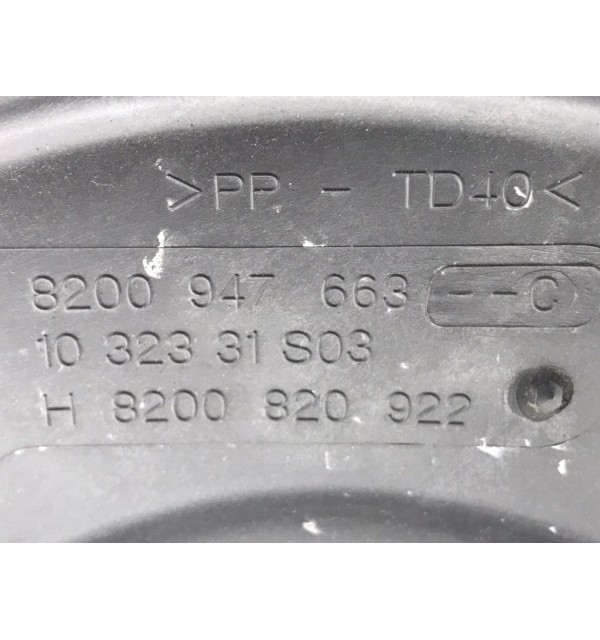 >PP - TD40<
8200 947 663 --C
10 323 31 S03
H 8200 820 922